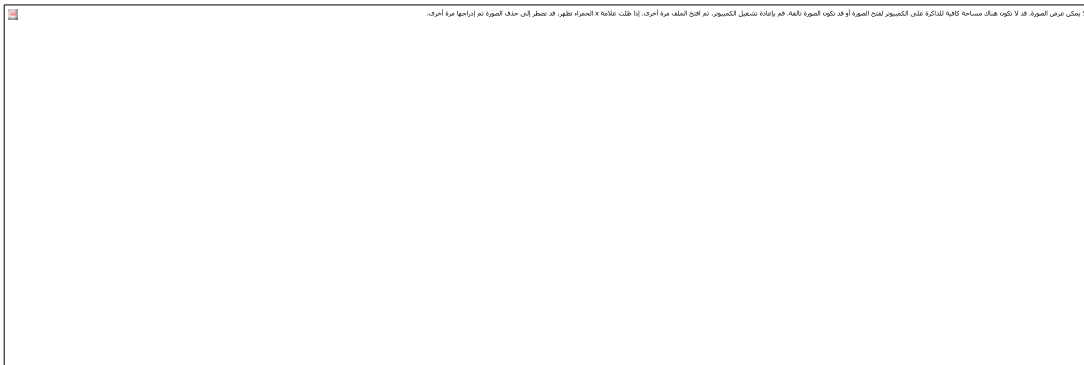 يمكن عرض الصورة. قد لا تكون هناك مساحة كافية للذاكرة على الكمبيوتر لفتح الصورة أو قد تكون الصورة تالفة. قم بإعادة تشغيل الكمبيوتر، ثم افتح الملف مرة أخرى. إذا ظلت علامة x الحمراء تظهر، فد تضطر إلى حذف الصورة ثم إدراجها مرة أخرى.